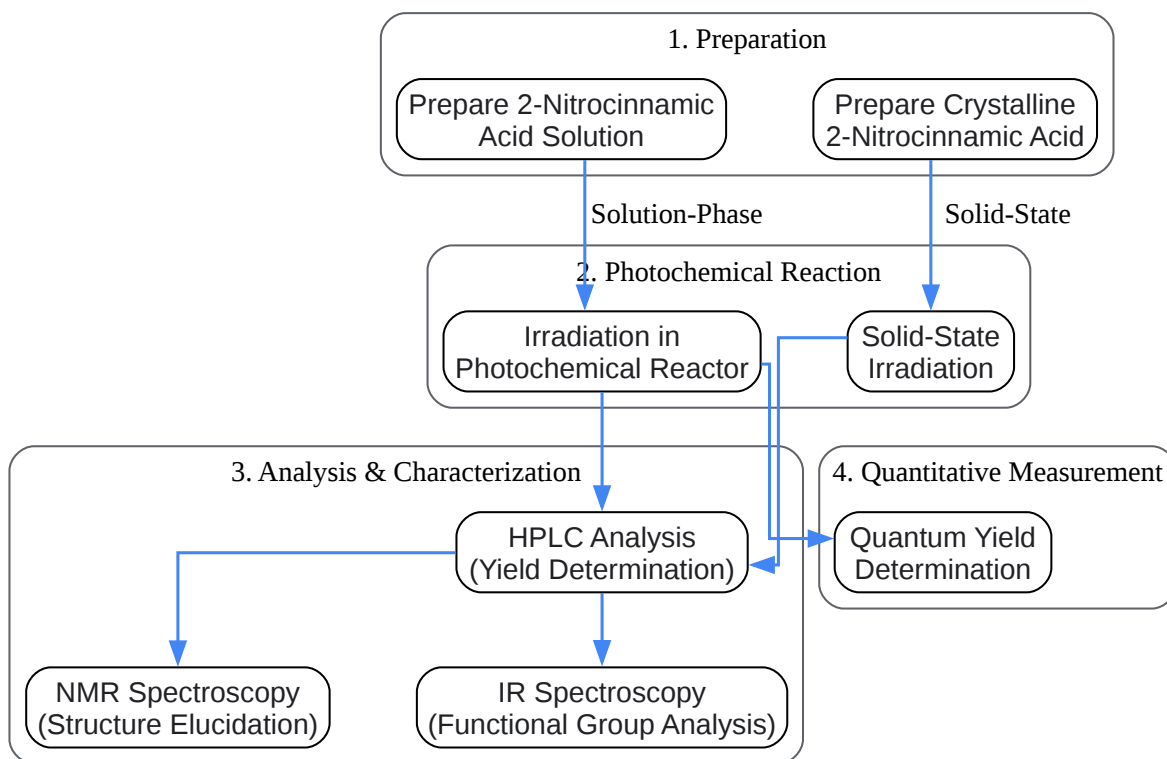 1. Preparation
Prepare 2-Nitrocinnamic
Acid Solution
Prepare Crystalline
2-Nitrocinnamic Acid
Solution-Phase
Solid-State
2. Photochemical Reaction
Irradiation in
Photochemical Reactor
Solid-State
Irradiation
3. Analysis & Characterization
4. Quantitative Measurement
HPLC Analysis
(Yield Determination)
Quantum Yield
Determination
NMR Spectroscopy
(Structure Elucidation)
IR Spectroscopy
(Functional Group Analysis)